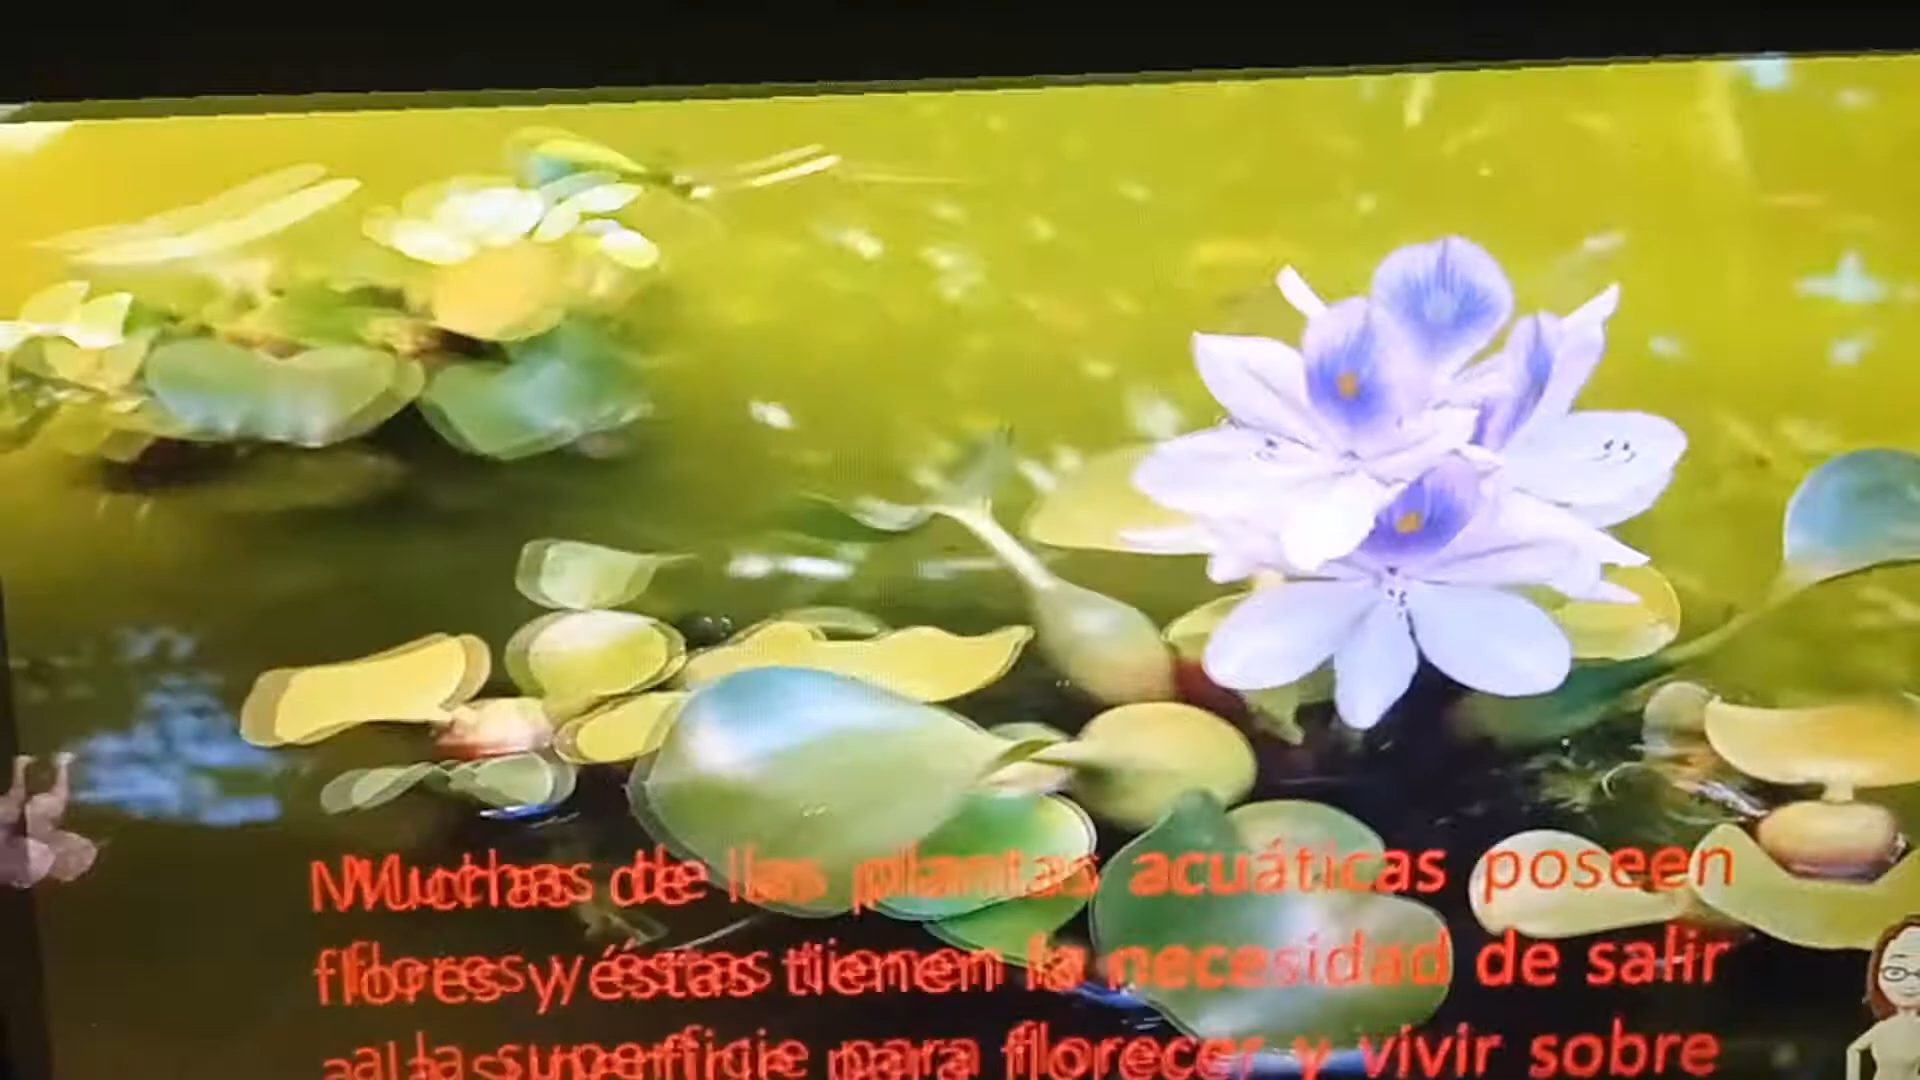 Muchas de las plantas acuáticas poseen
flores y éstas tienen la necesidad de salir
a la superficie para florecer y vivir sobre